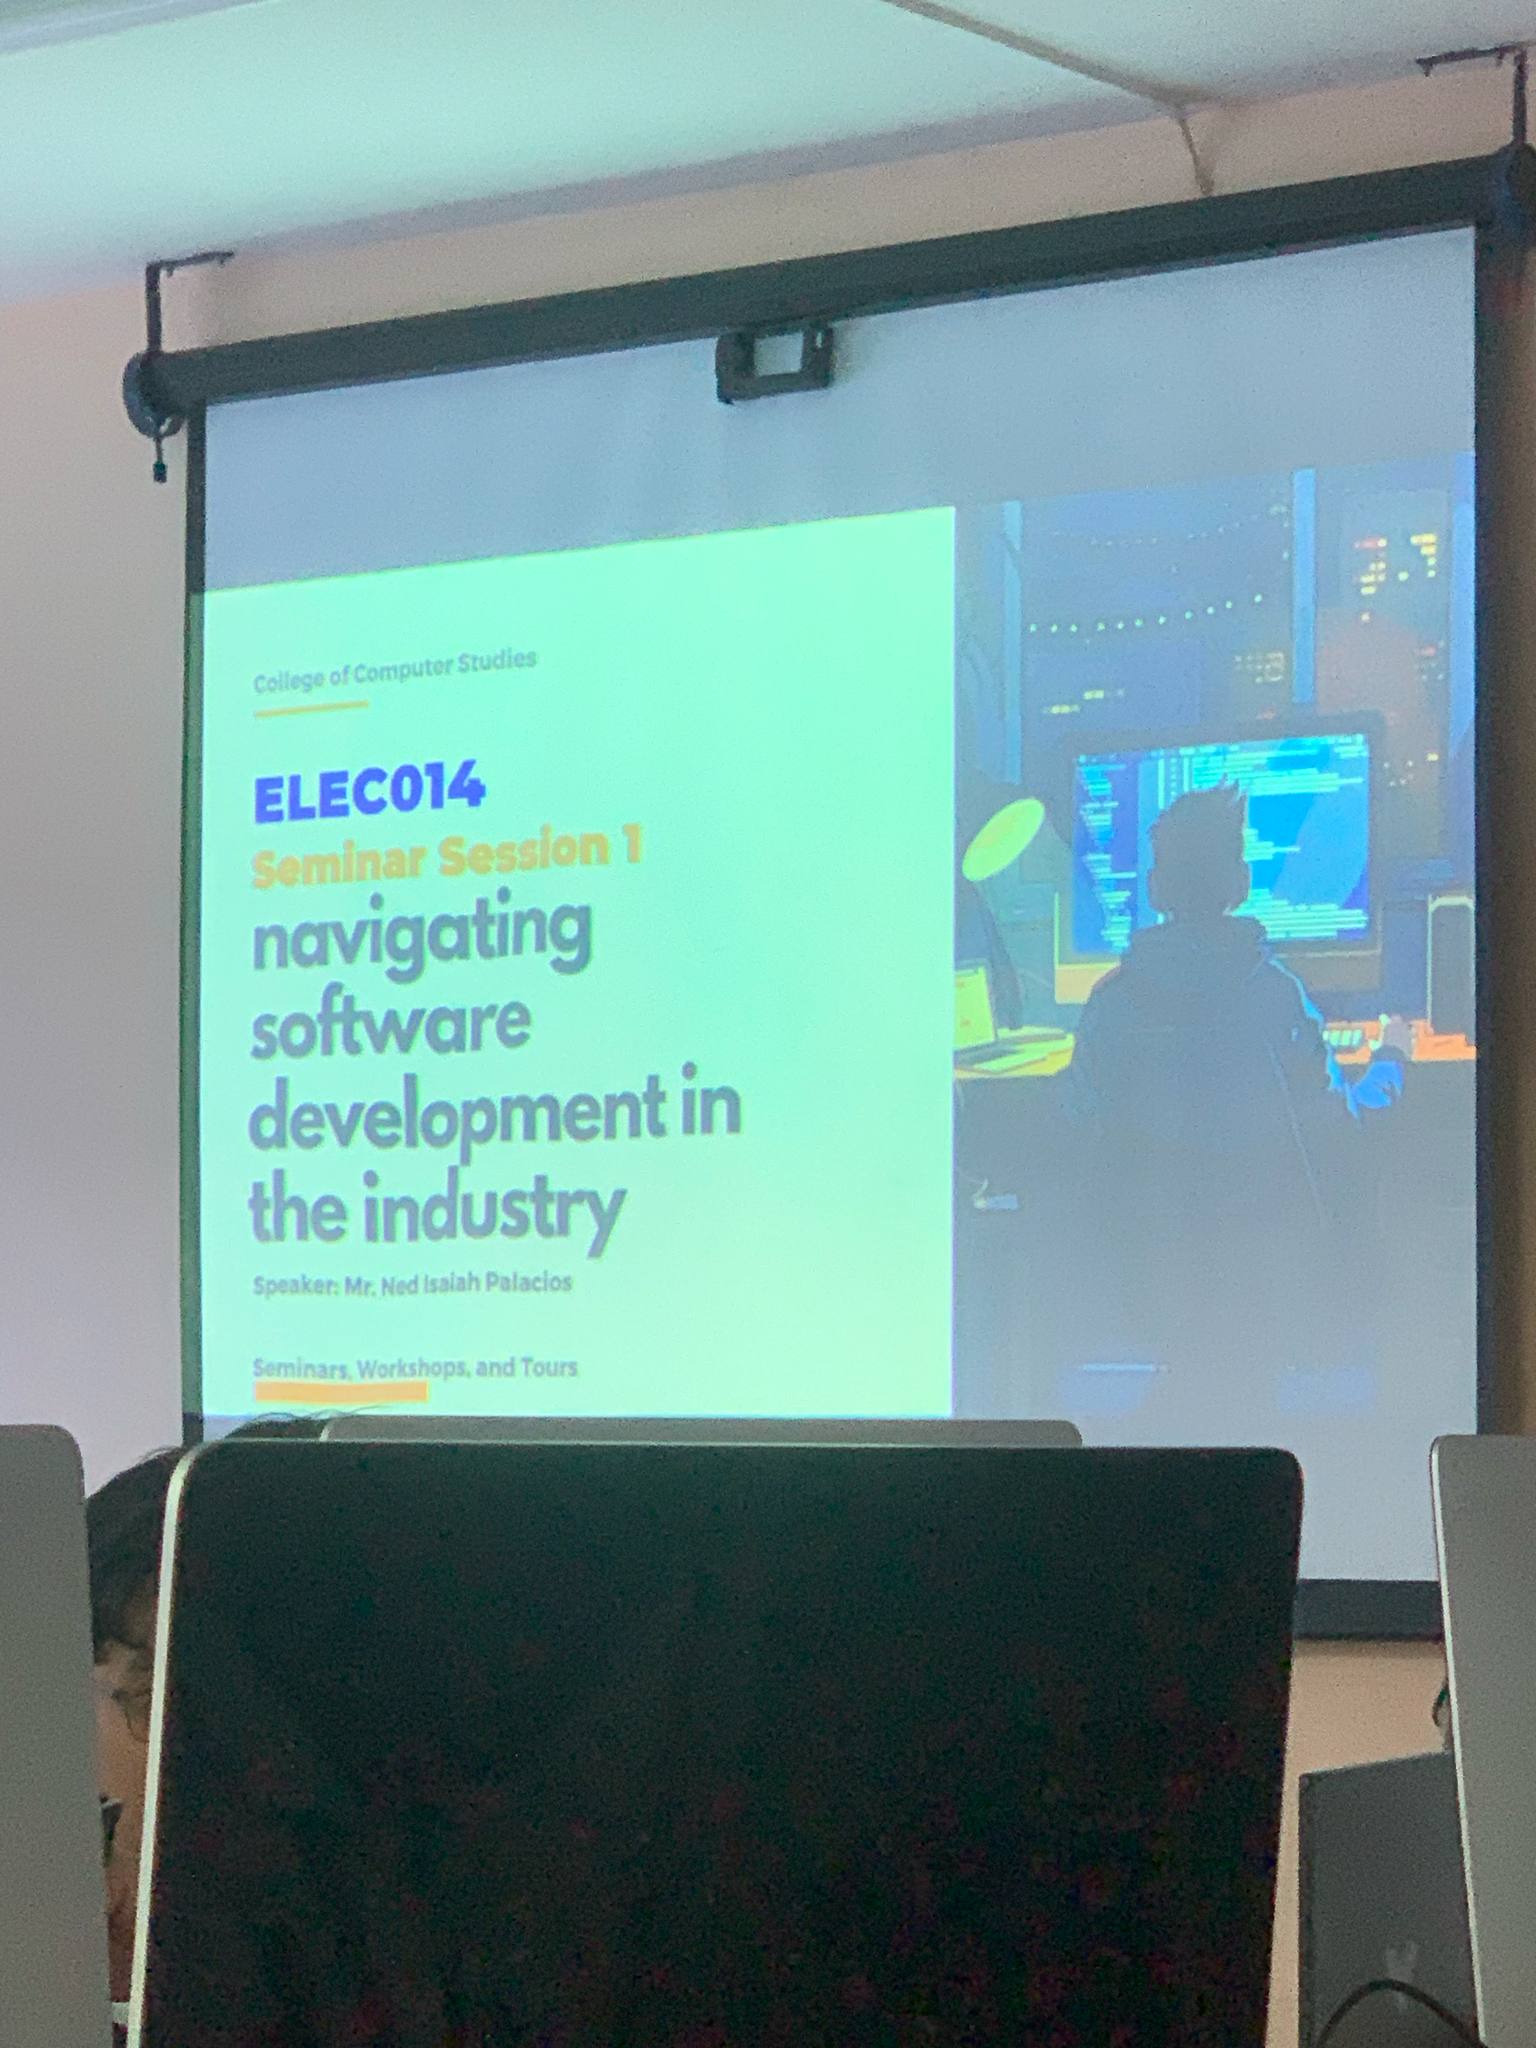 College of Computer Studies
ELEC014
Seminar Session 1
navigating
software
development in
the industry
Speaker: Mr. Ned Isaiah Palacios
Seminars, Workshops, and Tours